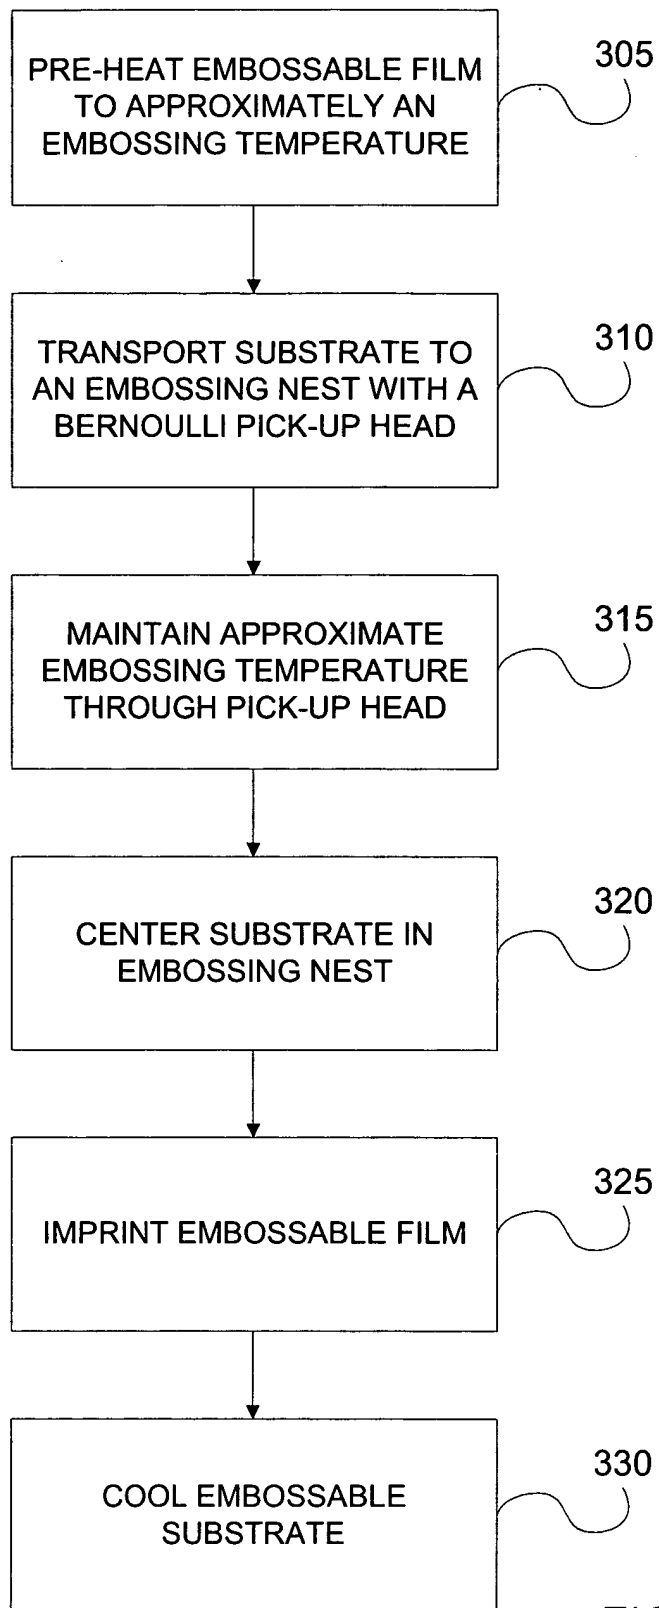 PRE-HEAT EMBOSSABLE FILM
TO APPROXIMATELY AN
EMBOSSING TEMPERATURE
305
TRANSPORT SUBSTRATE TO
AN EMBOSSING NEST WITH A
BERNOULLI PICK-UP HEAD
310
MAINTAIN APPROXIMATE
EMBOSSING TEMPERATURE
THROUGH PICK-UP HEAD
315
CENTER SUBSTRATE IN
EMBOSSING NEST
320
IMPRINT EMBOSSABLE FILM
325
COOL EMBOSSABLE
SUBSTRATE
330